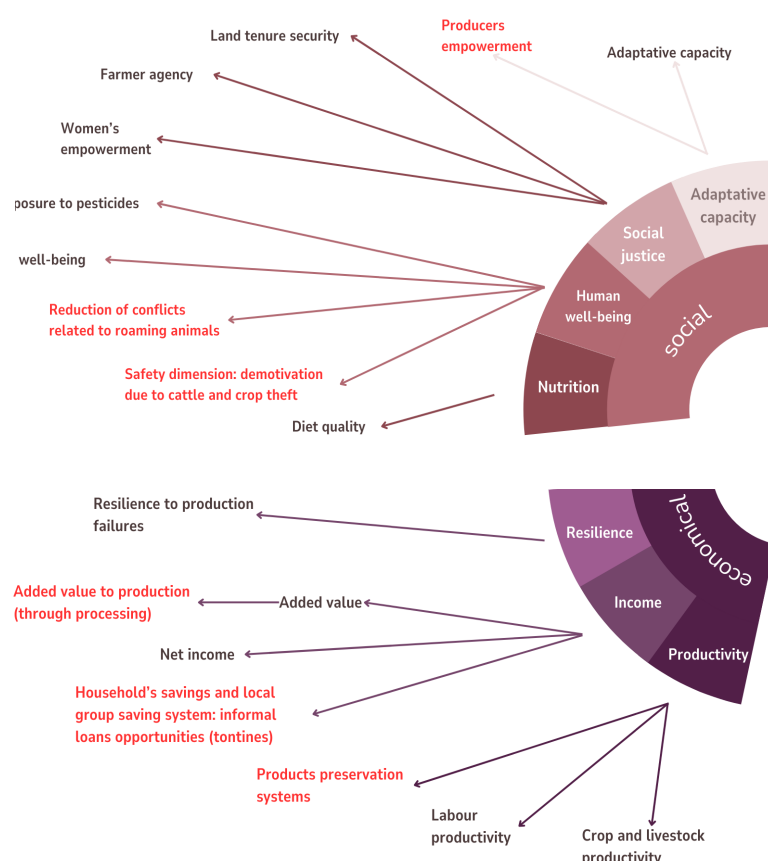 Land tenure security
Producers
empowerment
Adaptative capacity
Farmer agency
Women's
empowerment
posure to pesticides
well-being
Reduction of conflicts
related to roaming animals
Safety dimension: demotivation
due to cattle and crop theft
Diet quality
Adaptative
capacity
Social
justice
Human
well-being
Nutrition
social
Resilience to production
failures
Added value to production
(through processing)
Added value
Net income
Household's savings and local
group saving system: informal
loans opportunities (tontines)
Products preservation
systems
Labour
productivity
Crop and livestock
productivity
Resilience
Income
Productivity
economical